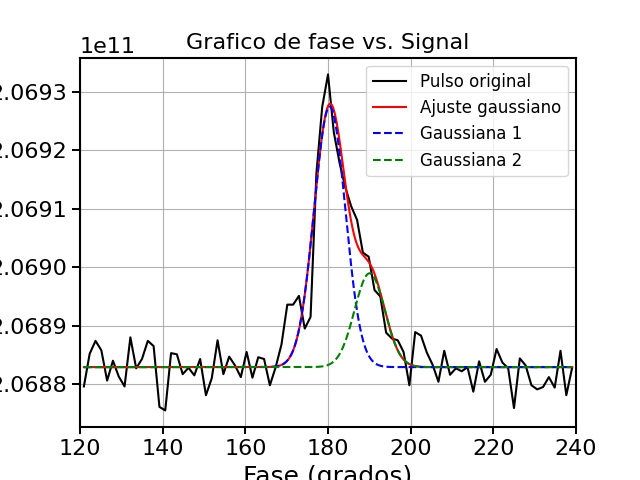 1e11
Grafico de fase vs. Signal
Pulso original
Ajuste gaussiano
Gaussiana 1
Gaussiana 2
2.0693
2.0692
2.0691
2.0690
2.0689
2.0688
120 140 160 180 200 220 240
Fase (grados)